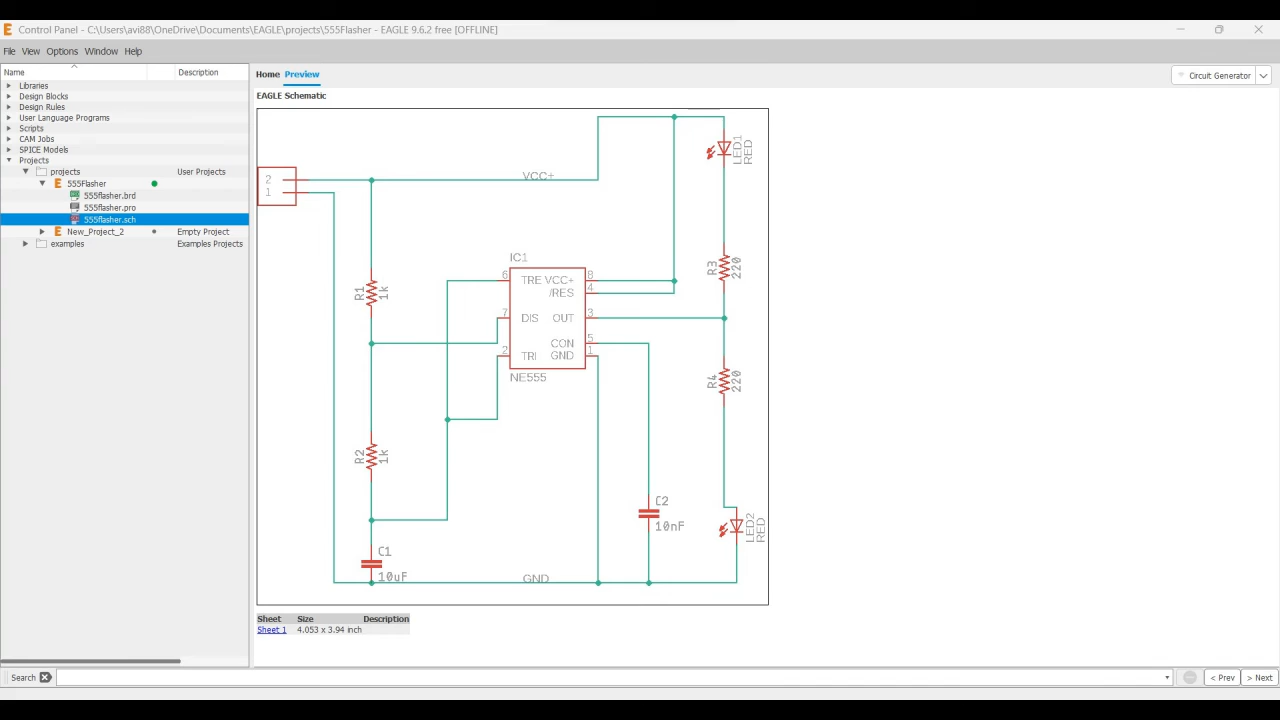 Control Panel - C:\Users\avi88\OneDrive\Documents\EAGLE\projects\555Flasher - EAGLE 9.6.2 free [OFFLINE]
File View Options Window Help
Name Description
Libraries
Design Blocks
Design Rules
User Language Programs
Scripts
CAM Jobs
SPICE Models
Projects
projects User Projects
555Flasher
555flasher.brd
555flasher.pro
555flasher.sch
New_Project_2 Empty Project
examples Examples Projects
Home Preview
Circuit Generator
EAGLE Schematic
LED1
RED
2
1
VCC+
IC1
R3
220
6 TRE VCC+ 8
/RES 4
R1
1k
7 DIS OUT 3
CON 5
2 TRI GND 1
NE555
R4
220
R2
1k
C2
10nF
LED2
RED
C1
10uF
GND
Sheet Size Description
Sheet 1 4.053 x 3.94 inch
Search
< Prev > Next